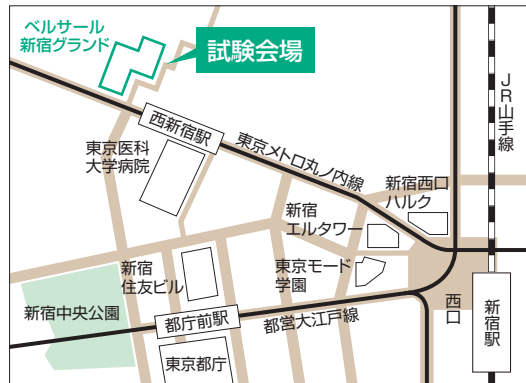 ベルサール
新宿グランド
試験会場
JR山手線
西新宿駅
東京メトロ丸ノ内線
東京医科
大学病院
新宿西口
ハルク
新宿
エルタワー
新宿
住友ビル
東京モード
学園
新宿中央公園
都庁前駅
都営大江戸線
西口
新宿駅
東京都庁